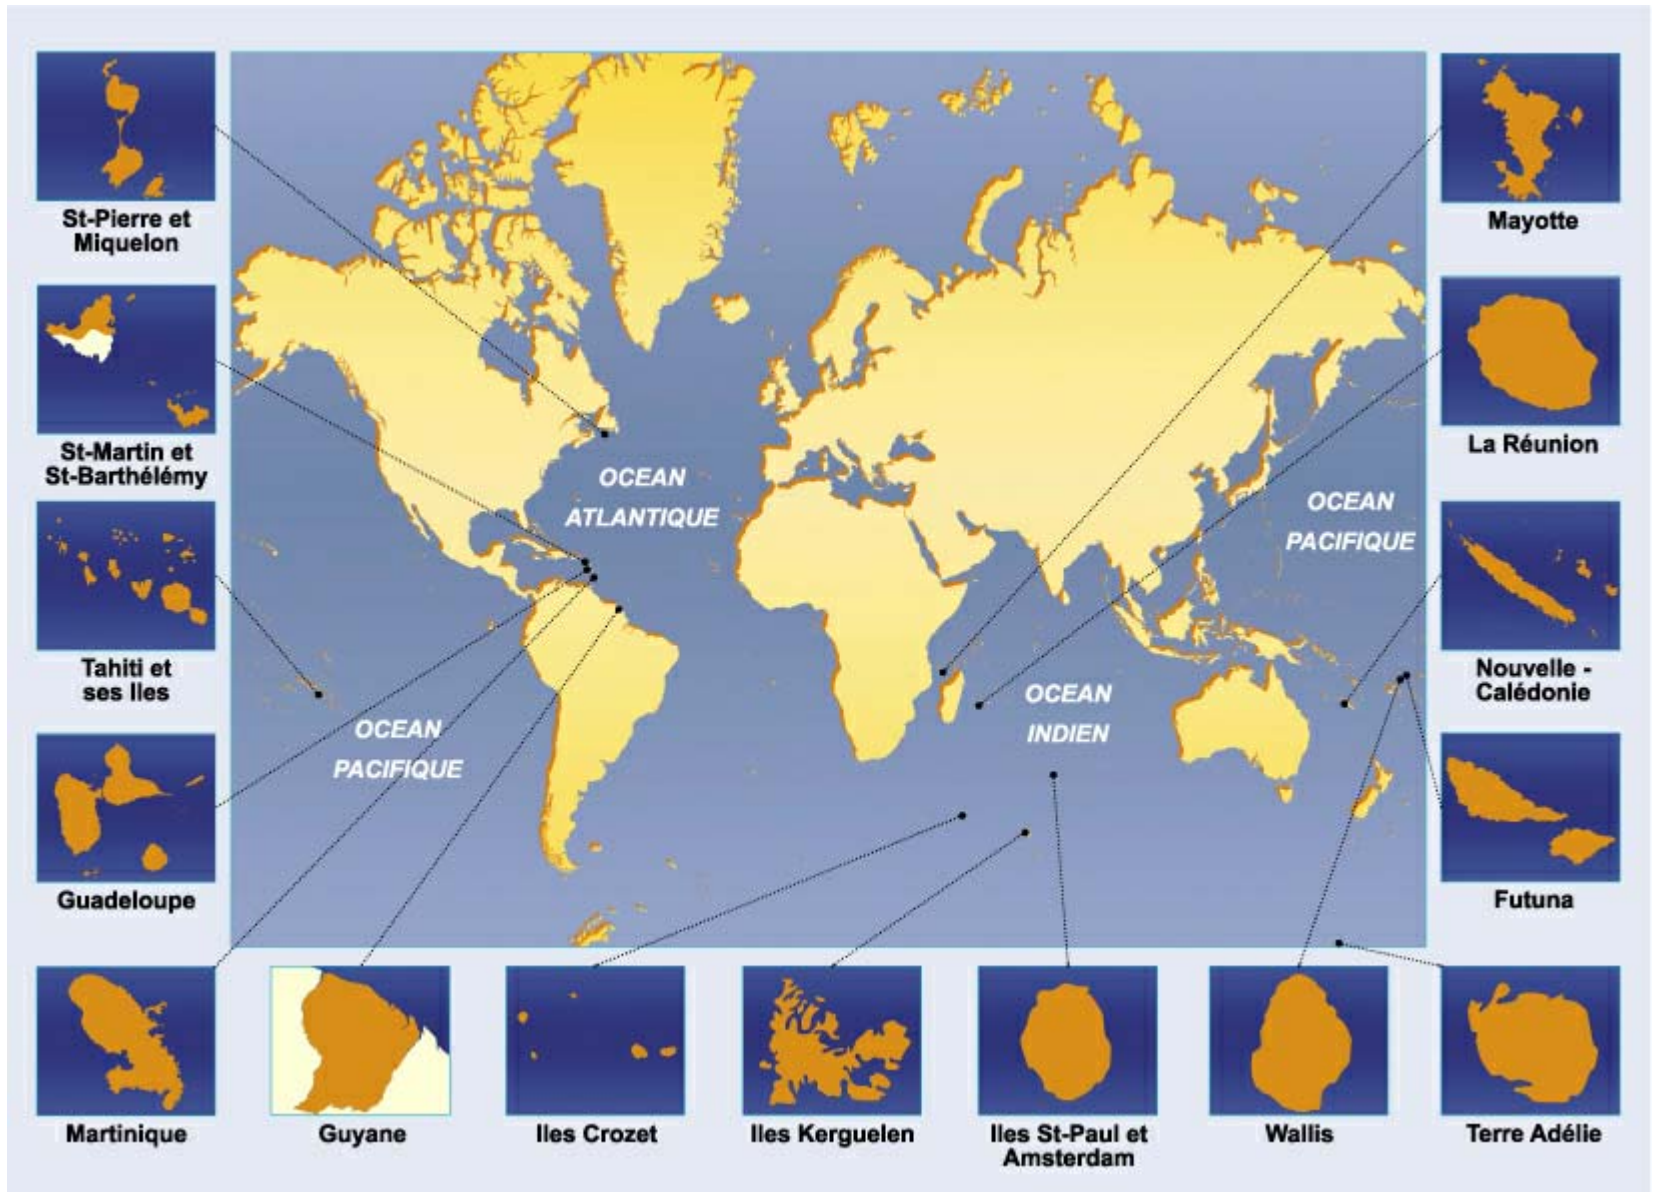 St-Pierre et
Miquelon
St-Martin et
St-Barthélémy
Tahiti et
ses Iles
Guadeloupe
Martinique
Guyane
Iles Crozet
Iles Kerguelen
Iles St-Paul et
Amsterdam
Wallis
Terre Adélie
Mayotte
La Réunion
Nouvelle -
Calédonie
Futuna
OCEAN
ATLANTIQUE
OCEAN
PACIFIQUE
OCEAN
INDIEN
OCEAN
PACIFIQUE